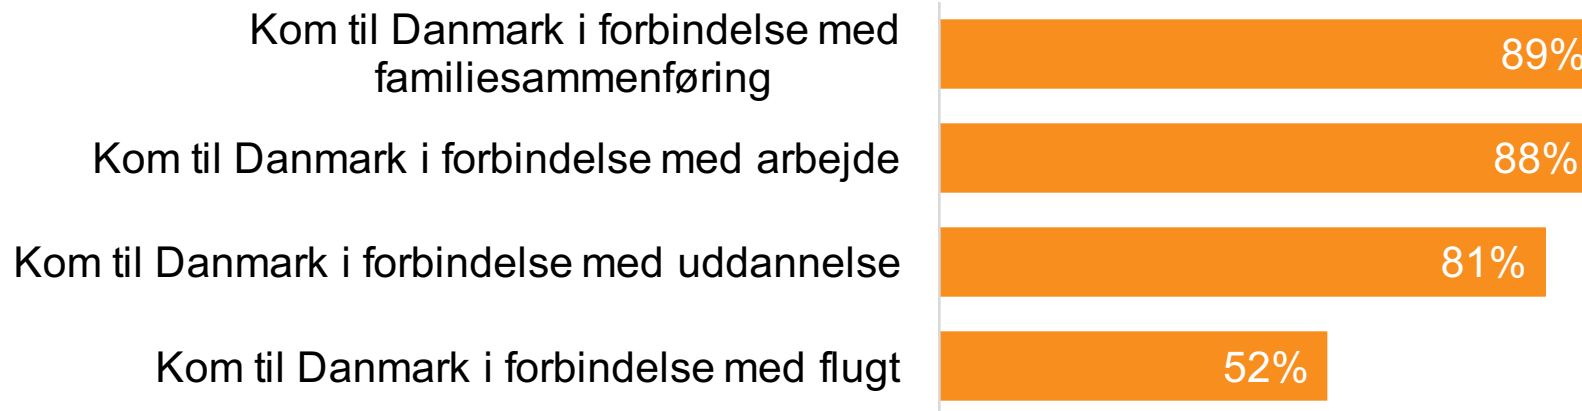 Kom til Danmark i forbindelse med
familiesammenføring
89%
Kom til Danmark i forbindelse med arbejde
88%
Kom til Danmark i forbindelse med uddannelse
81%
Kom til Danmark i forbindelse med flugt
52%